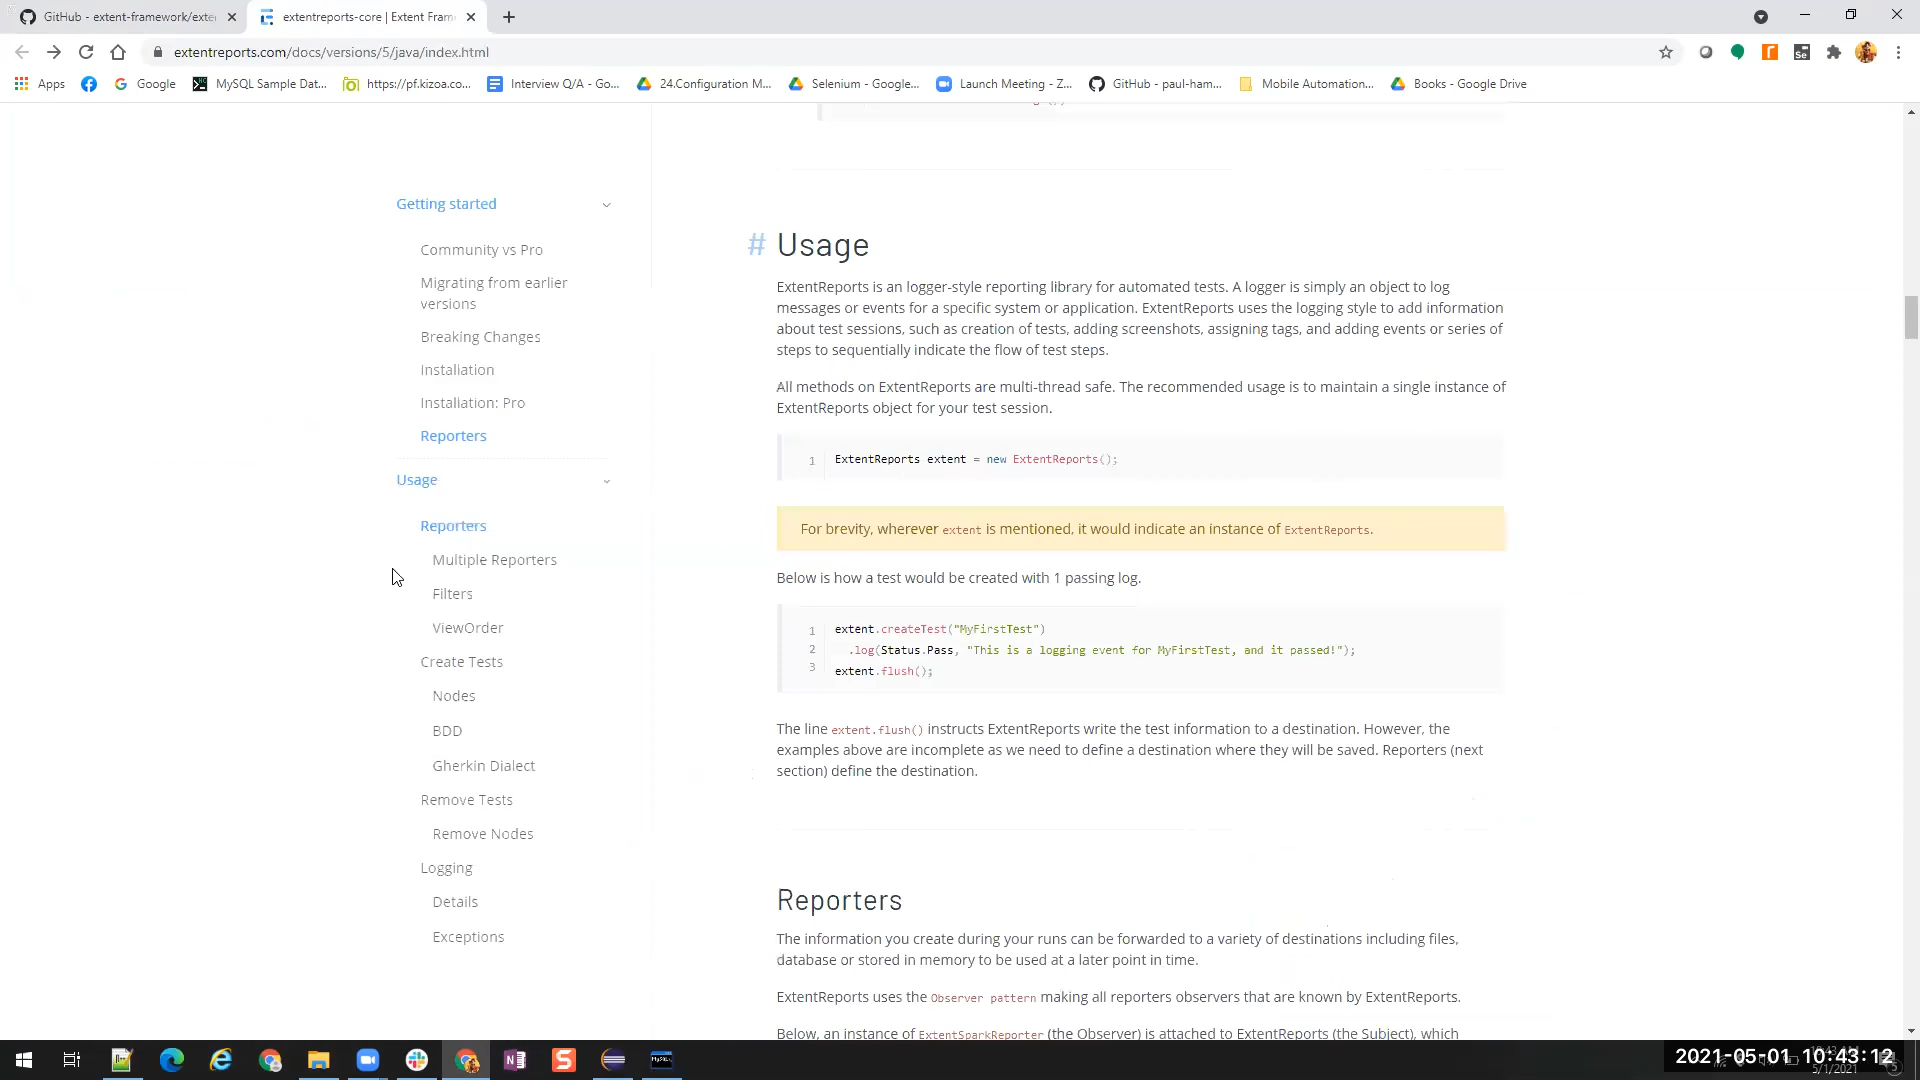 GitHub - extent-framework/exte
extentreports-core | Extent Fram
extentreports.com/docs/versions/5/java/index.html
Apps
Google
MySQL Sample Dat...
https://pf.kizoa.co...
Interview Q/A - Go...
24.Configuration M...
Selenium - Google...
Launch Meeting - Z...
GitHub - paul-ham...
Mobile Automation...
Books - Google Drive
Getting started
Community vs Pro
Migrating from earlier
versions
Breaking Changes
Installation
Installation: Pro
Reporters
Usage
Reporters
Multiple Reporters
Filters
ViewOrder
Create Tests
Nodes
BDD
Gherkin Dialect
Remove Tests
Remove Nodes
Logging
Details
Exceptions
# Usage
ExtentReports is an logger-style reporting library for automated tests. A logger is simply an object to log
messages or events for a specific system or application. ExtentReports uses the logging style to add information
about test sessions, such as creation of tests, adding screenshots, assigning tags, and adding events or series of
steps to sequentially indicate the flow of test steps.
All methods on ExtentReports are multi-thread safe. The recommended usage is to maintain a single instance of
ExtentReports object for your test session.
1 ExtentReports extent = new ExtentReports();
For brevity, wherever extent is mentioned, it would indicate an instance of ExtentReports.
Below is how a test would be created with 1 passing log.
1 extent.createTest("MyFirstTest")
2 .log(Status.Pass, "This is a logging event for MyFirstTest, and it passed!");
3 extent.flush();
The line extent.flush() instructs ExtentReports write the test information to a destination. However, the
examples above are incomplete as we need to define a destination where they will be saved. Reporters (next
section) define the destination.
Reporters
The information you create during your runs can be forwarded to a variety of destinations including files,
database or stored in memory to be used at a later point in time.
ExtentReports uses the Observer pattern making all reporters observers that are known by ExtentReports.
Below, an instance of ExtentSparkReporter (the Observer) is attached to ExtentReports (the Subject), which
2021-05-01 10:43:12
5/1/2021